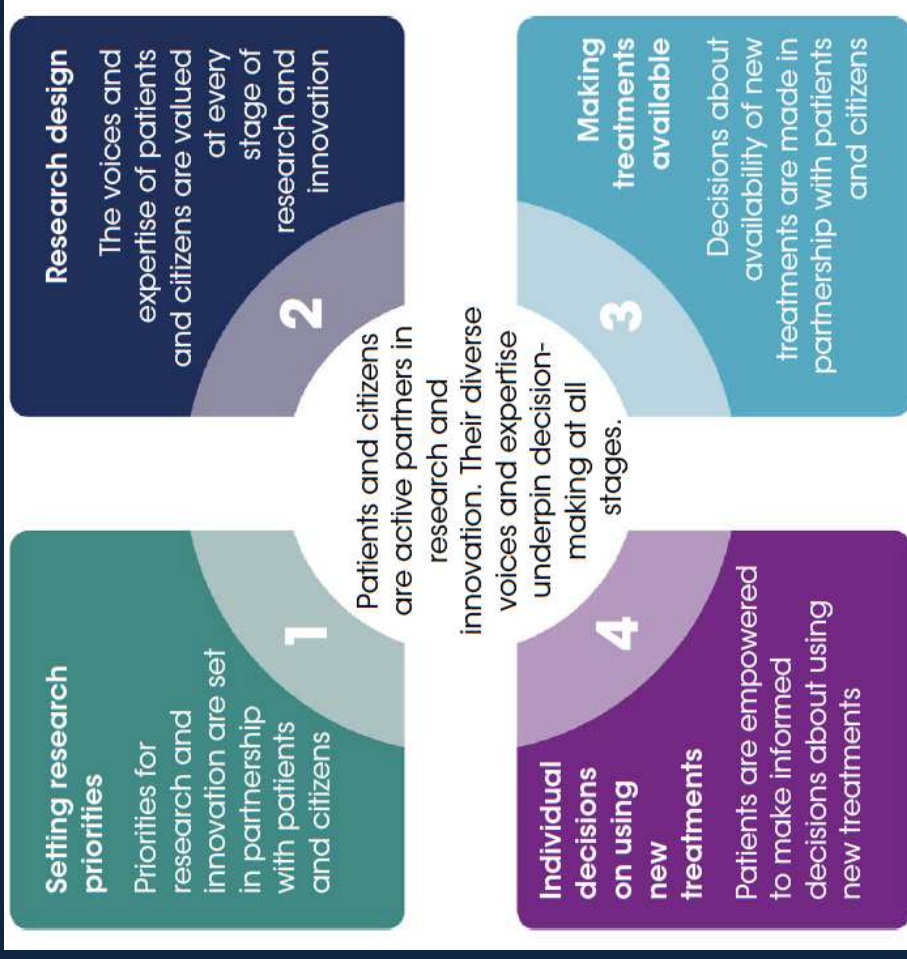 Setting research
priorities
Priorities for
research and
innovation are set
in partnership
with patients
and citizens
1
Research design
The voices and
expertise of patients
and citizens are valued
at every
stage of
research and
innovation
2
Patients and citizens
are active partners in
research and
innovation. Their diverse
voices and expertise
underpin decision-
making at all
stages.
Individual
decisions
on using
new
treatments
Patients are empowered
to make informed
decisions about using
new treatments
4
Making
treatments
available
Decisions about
availability of new
treatments are made in
partnership with patients
and citizens
3